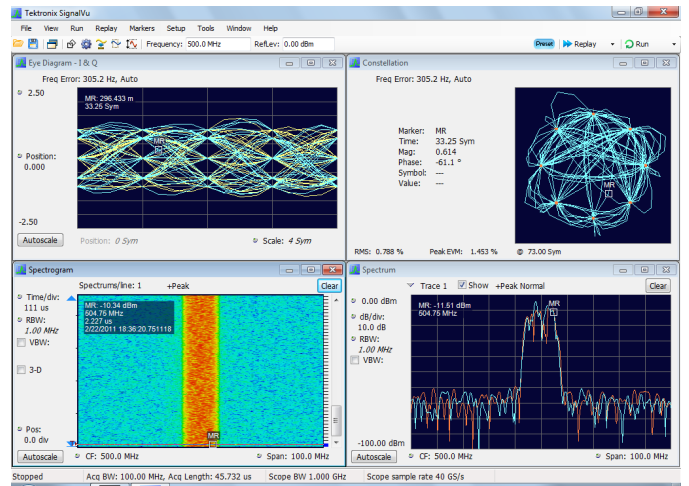 Tektronix SignalVu
File View Run Replay Markers Setup Tools Window Help
Frequency: 500.0 MHz RefLev: 0.00 dBm Preset Replay Run
Eye Diagram - I & Q
Freq Error: 305.2 Hz, Auto
2.50
MR: 296.433 m
33.25 Sym
MR
Position:
0.000
-2.50
Autoscale Position: 0 Sym Scale: 4 Sym
Constellation
Freq Error: 305.2 Hz, Auto
Marker: MR
Time: 33.25 Sym
Mag: 0.614
Phase: -61.1 °
Symbol: ---
Value: ---
MR
RMS: 0.788 % Peak EVM: 1.453 % @ 73.00 Sym
Spectrogram
Spectrums/line: 1 +Peak Clear
Time/div:
111 us
RBW:
1.00 MHz
VBW:
3-D
Pos:
0.0 div
MR: -10.34 dBm
504.75 MHz
2.227 us
2/22/2011 18:36:20.751118
MR
Autoscale CF: 500.0 MHz Span: 100.0 MHz
Spectrum
Trace 1 Show +Peak Normal Clear
0.00 dBm
dB/div:
10.0 dB
RBW:
1.00 MHz
VBW:
MR: -11.51 dBm
504.75 MHz
MR
-100.00 dBm
Autoscale CF: 500.0 MHz Span: 100.0 MHz
Stopped Acq BW: 100.00 MHz, Acq Length: 45.732 us Scope BW 1.000 GHz Scope sample rate 40 GS/s